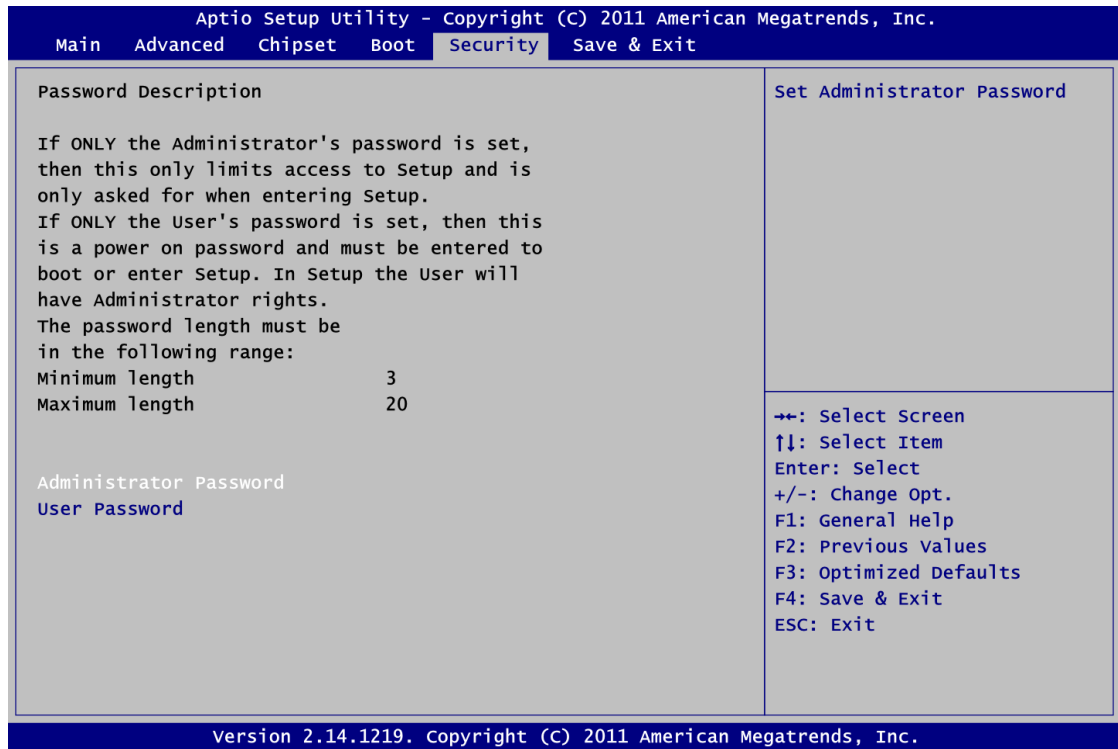 Aptio Setup Utility - Copyright (C) 2011 American Megatrends, Inc.
Main Advanced Chipset Boot Security Save & Exit
Password Description
If ONLY the Administrator's password is set,
then this only limits access to Setup and is
only asked for when entering Setup.
If ONLY the User's password is set, then this
is a power on password and must be entered to
boot or enter Setup. In Setup the User will
have Administrator rights.
The password length must be
in the following range:
Minimum length 3
Maximum length 20
Administrator Password
User Password
Set Administrator Password
→←: Select Screen
↑↓: Select Item
Enter: Select
+/-: Change Opt.
F1: General Help
F2: Previous Values
F3: Optimized Defaults
F4: Save & Exit
ESC: Exit
Version 2.14.1219. Copyright (C) 2011 American Megatrends, Inc.